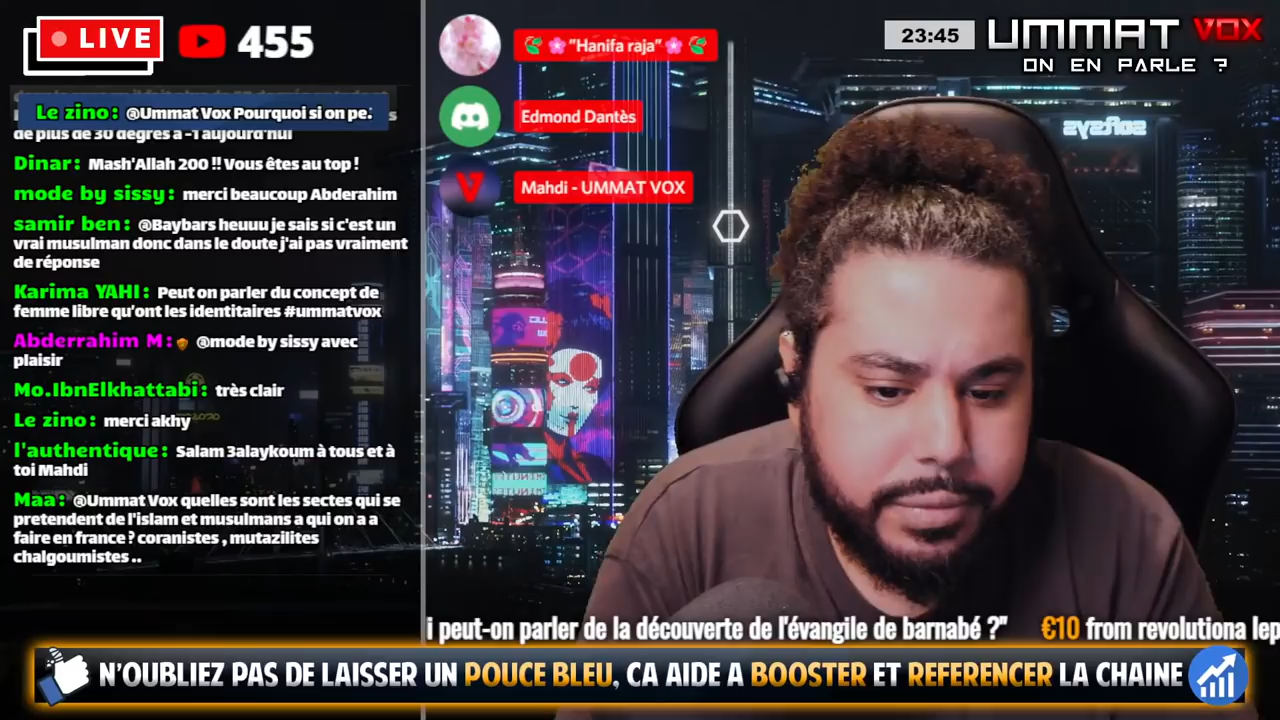 LIVE
455
Le zino: @Ummat Vox Pourquoi si on pe.
de plus de 30 degrés a -1 aujourd'hui
Dinar: Mash'Allah 200 !! Vous êtes au top !
mode by sissy: merci beaucoup Abderahim
samir ben: @Baybars heuuu je sais si c'est un
vrai musulman donc dans le doute j'ai pas vraiment
de réponse
Karima YAHI: Peut on parler du concept de
femme libre qu'ont les identitaires #ummatvox
Abderrahim M: @mode by sissy avec
plaisir
Mo.IbnElkhattabi: très clair
Le zino: merci akhy
l'authentique: Salam 3alaykoum à tous et à
toi Mahdi
Maa: @Ummat Vox quelles sont les sectes qui se
pretendent de l'islam et musulmans a qui on a a
faire en france ? coranistes , mutazilites
chalgoumistes ..
"Hanifa raja"
Edmond Dantès
Mahdi - UMMAT VOX
23:45
UMMAT VOX
ON EN PARLE ?
i peut-on parler de la découverte de l'évangile de barnabé ?" €10 from revolutiona lep
N'OUBLIEZ PAS DE LAISSER UN POUCE BLEU, CA AIDE A BOOSTER ET REFERENCER LA CHAINE